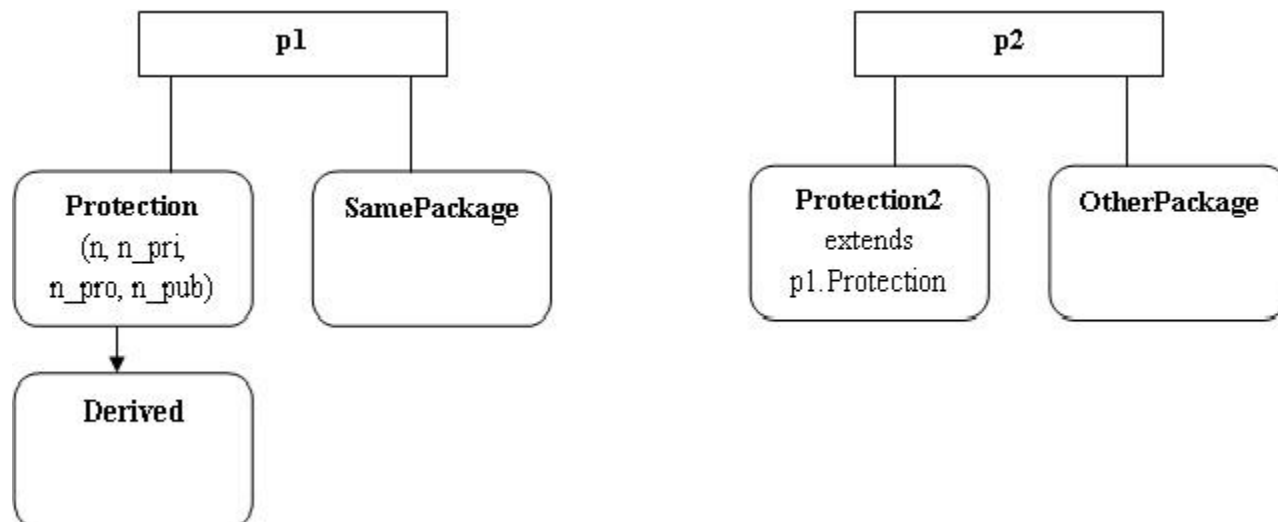 p1
p2
Protection
(n, n_pri,
n_pro, n_pub)
SamePackage
Protection2
extends
p1.Protection
OtherPackage
Derived